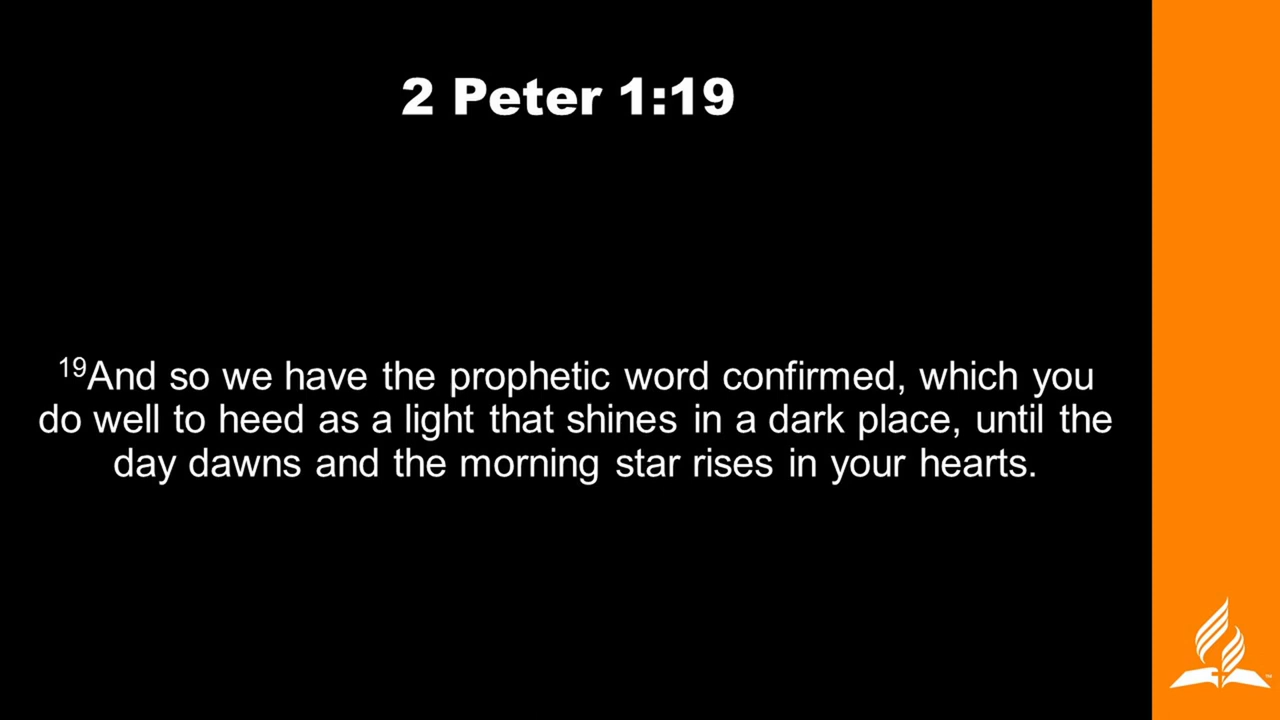 2 Peter 1:19
19And so we have the prophetic word confirmed, which you
do well to heed as a light that shines in a dark place, until the
day dawns and the morning star rises in your hearts.